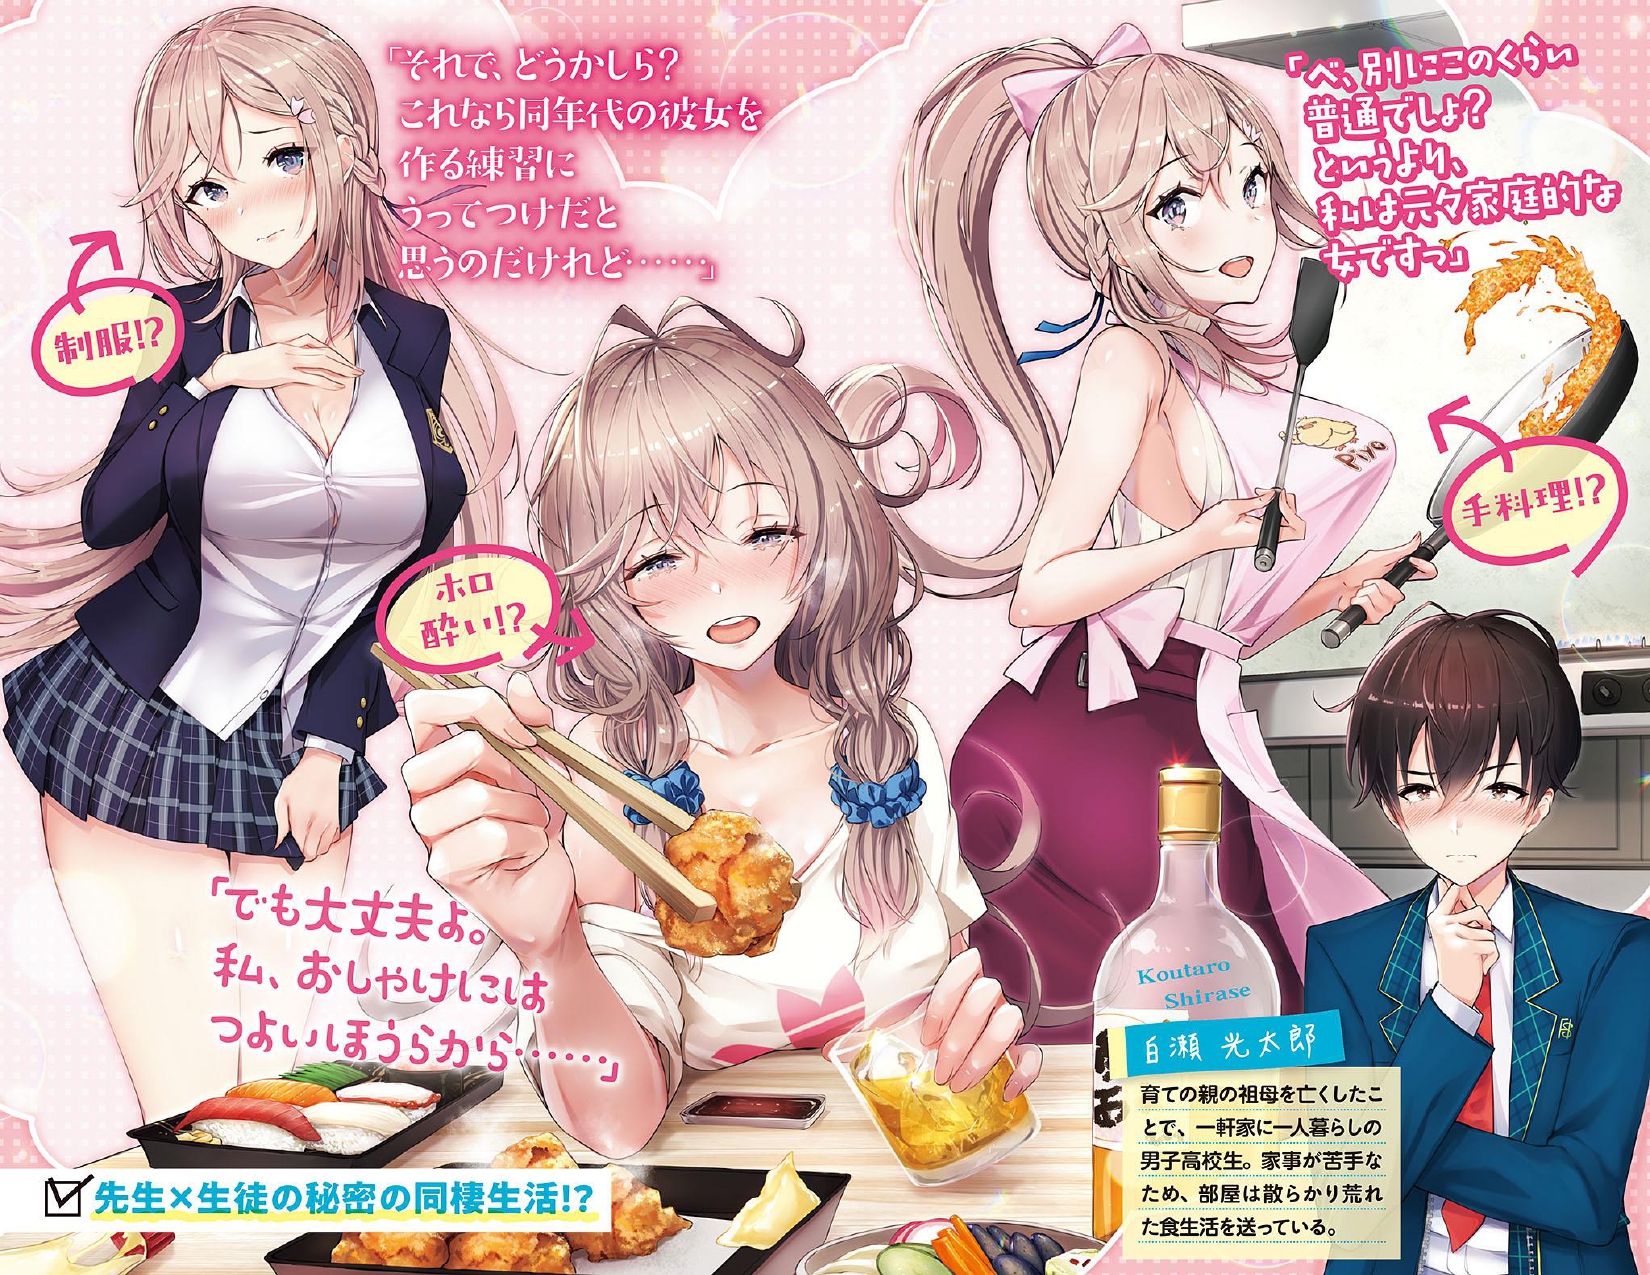 「それで、どうかしら？
これなら同年代の彼女を
作る練習に
うってつけだと
思うのだけれど……」
制服!?
「べ、別にこのくらい
普通でしょ？
というより、
私は元々家庭的な
女ですっ」
Piyo
手料理!?
ホロ
酔い!?
「でも大丈夫よ。
私、おしゃけには
つよいほうらから……」
Koutaro
Shirase
白瀬 光太郎
育ての親の祖母を亡くしたこ
とで、一軒家に一人暮らしの
男子高校生。家事が苦手な
ため、部屋は散らかり荒れ
た食生活を送っている。
先生×生徒の秘密の同棲生活!?